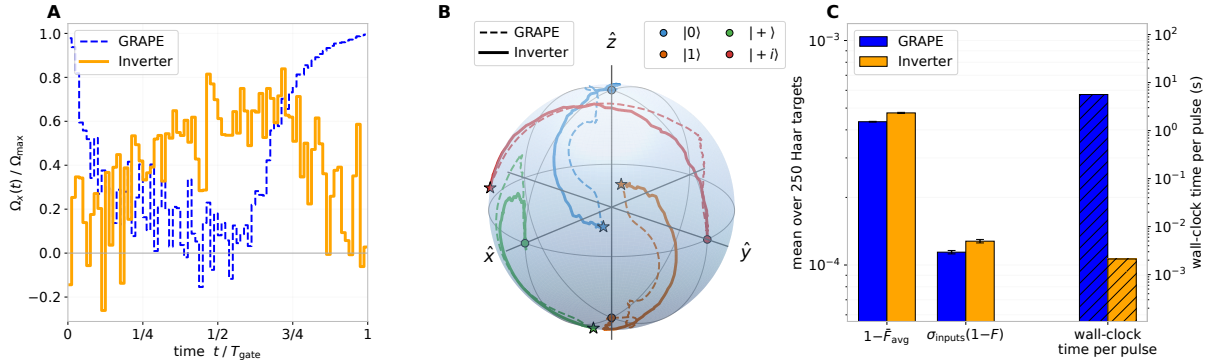 A
GRAPE
Inverter
Ωx(t) / Ωmax
1.0
0.8
0.6
0.4
0.2
0.0
−0.2
0
1/4
1/2
3/4
1
time t / Tgate
B
GRAPE
Inverter
|0⟩
|1⟩
|+⟩
|+i⟩
ẑ
x̂
ŷ
C
GRAPE
Inverter
mean over 250 Haar targets
10⁻³
10⁻⁴
1−F̄avg
σinputs(1−F)
wall-clock
time per pulse
10²
10¹
10⁰
10⁻¹
10⁻²
10⁻³
wall-clock time per pulse (s)